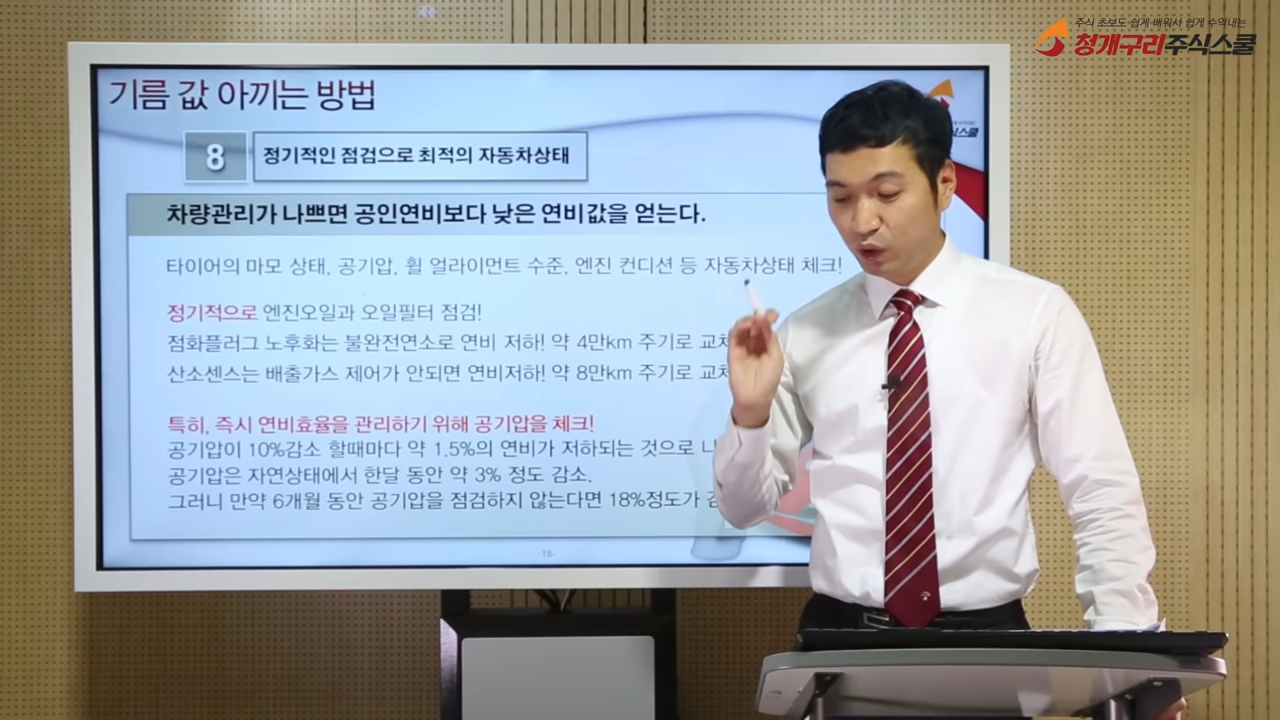 주식 초보도 쉽게 배워서 쉽게 수익내는
청개구리주식스쿨
기름 값 아끼는 방법
8
정기적인 점검으로 최적의 자동차상태
차량관리가 나쁘면 공인연비보다 낮은 연비값을 얻는다.
타이어의 마모 상태, 공기압, 휠 얼라이먼트 수준, 엔진 컨디션 등 자동차상태 체크!
정기적으로 엔진오일과 오일필터 점검!
점화플러그 노후화는 불완전연소로 연비 저하! 약 4만km 주기로
산소센스는 배출가스 제어가 안되면 연비저하! 약 8만km 주기로
특히, 즉시 연비효율을 관리하기 위해 공기압을 체크!
공기압이 10%감소 할때마다 약 1.5%의 연비가 저하되는 것으로
공기압은 자연상태에서 한달 동안 약 3% 정도 감소.
그러니 만약 6개월 동안 공기압을 점검하지 않는다면 18%정도가
-18-